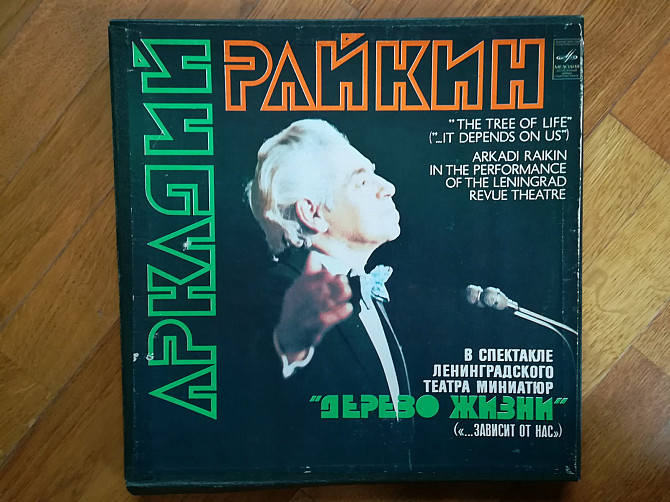 АРКАДИЙ
РАЙКИН
МЕЛОДИЯ
"THE TREE OF LIFE"
("...IT DEPENDS ON US")
ARKADI RAIKIN
IN THE PERFORMANCE
OF THE LENINGRAD
REVUE THEATRE
В СПЕКТАКЛЕ
ЛЕНИНГРАДСКОГО
ТЕАТРА МИНИАТЮР
"ДЕРЕВО ЖИЗНИ"
(«...ЗАВИСИТ ОТ НАС»)